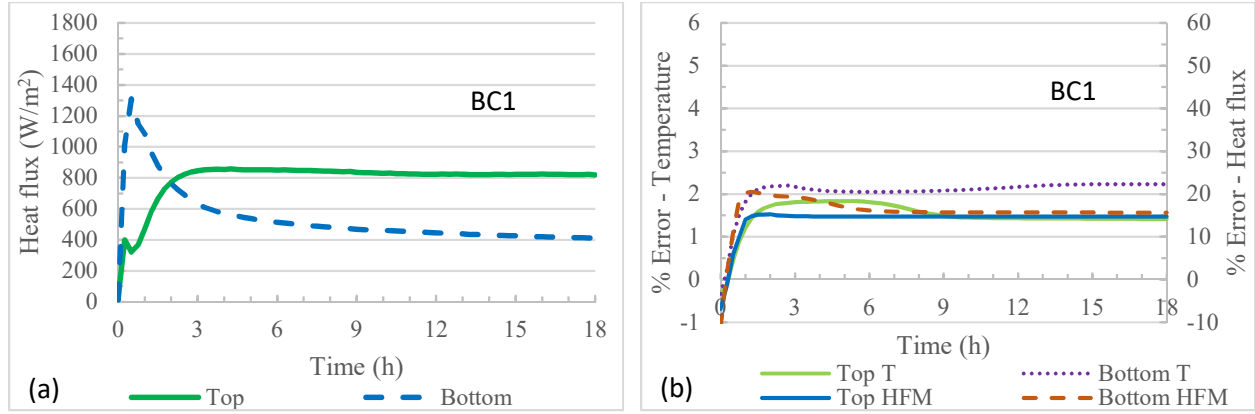 1800
1600
1400
1200
1000
800
600
400
200
0
Heat flux (W/m²)
BC1
0 3 6 9 12 15 18
Time (h)
(a)
Top Bottom
6
5
4
3
2
1
0
-1
% Error - Temperature
BC1
60
50
40
30
20
10
0
-10
% Error - Heat flux
0 3 6 9 12 15 18
Time (h)
(b)
Top T Bottom T
Top HFM Bottom HFM